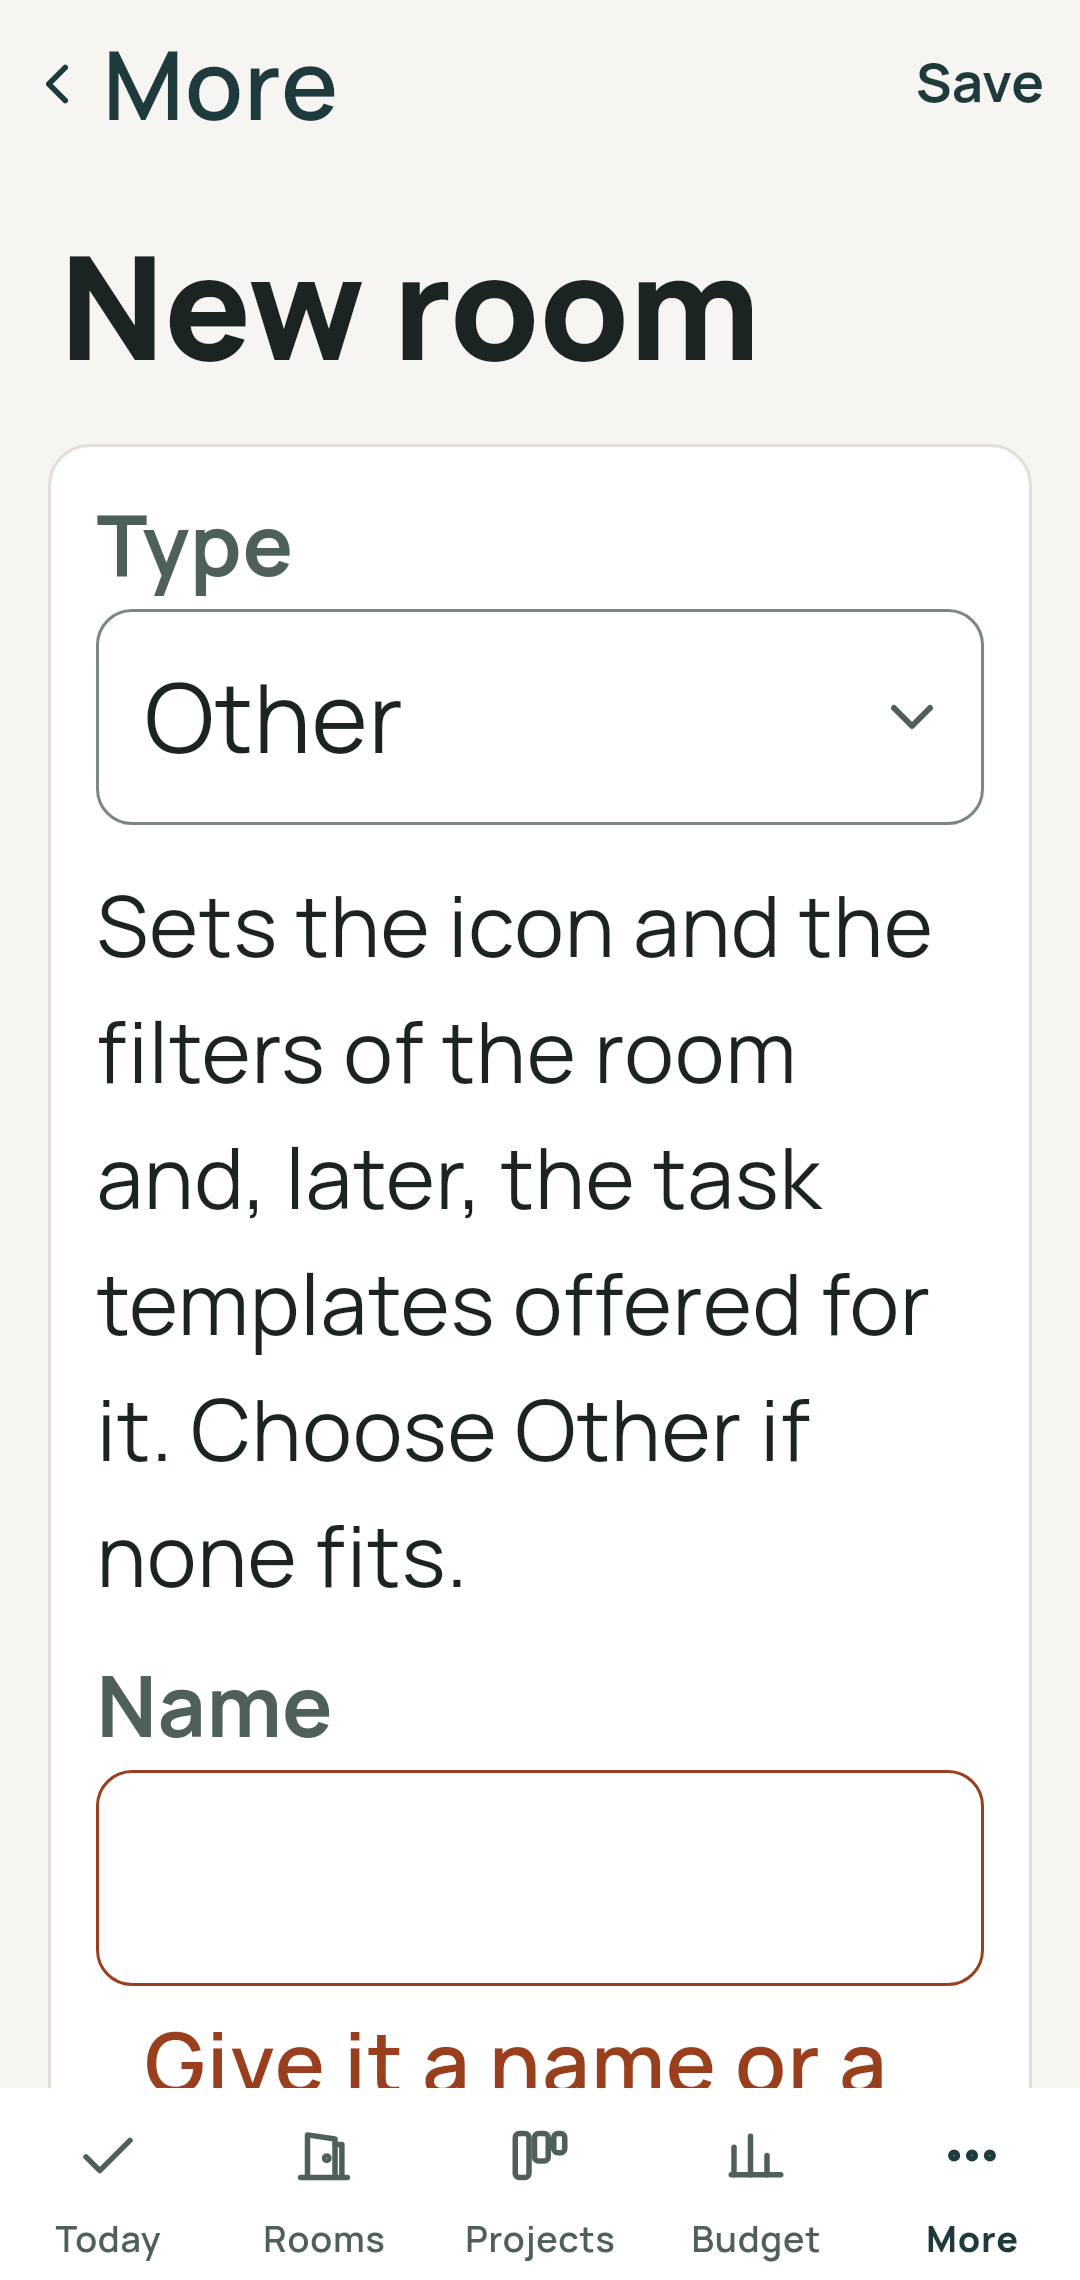 More
Save
New room
Type
Other
Sets the icon and the
filters of the room
and, later, the task
templates offered for
it. Choose Other if
none fits.
Name
Give it a name or a
Today
Rooms
Projects
Budget
More